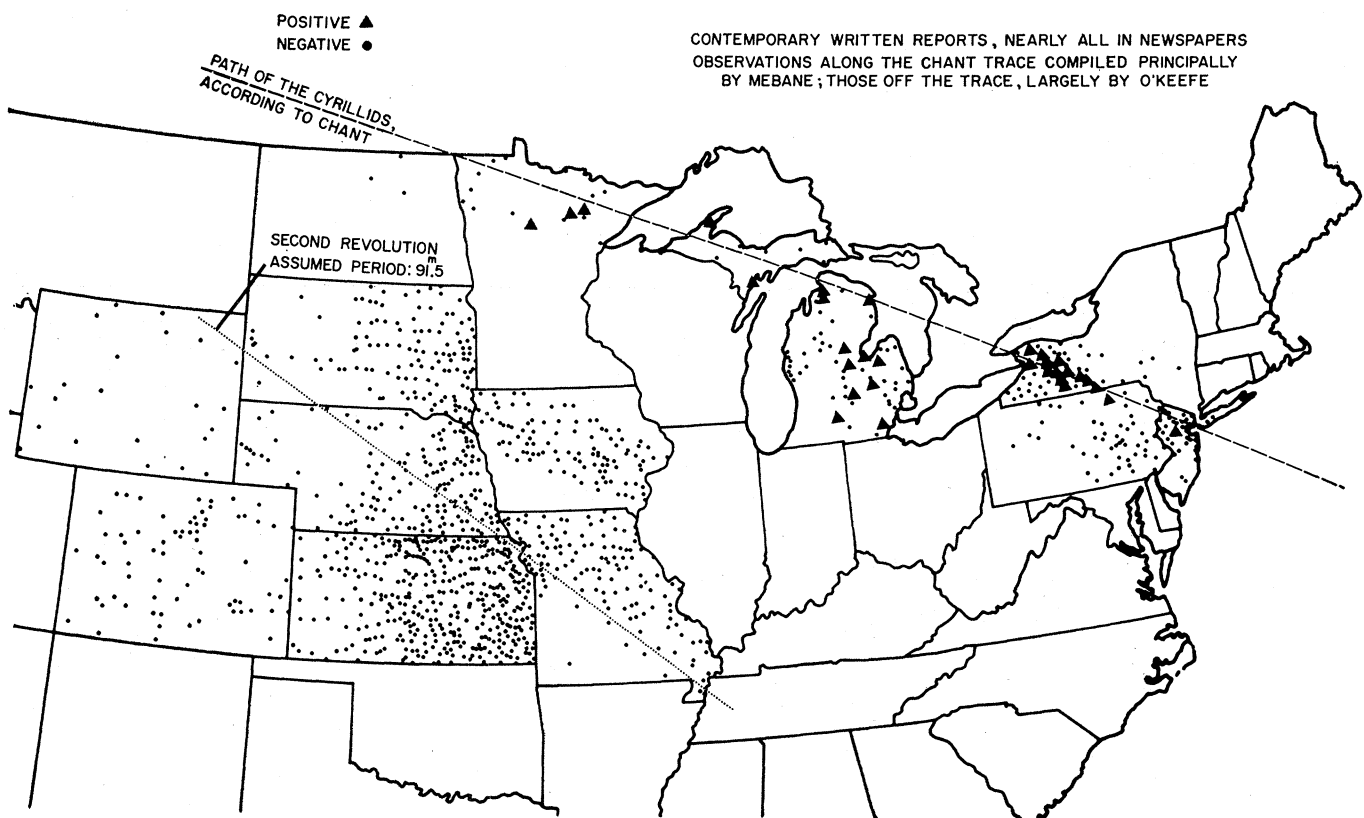 POSITIVE ▲
NEGATIVE ●
CONTEMPORARY WRITTEN REPORTS, NEARLY ALL IN NEWSPAPERS
OBSERVATIONS ALONG THE CHANT TRACE COMPILED PRINCIPALLY
BY MEBANE; THOSE OFF THE TRACE, LARGELY BY O'KEEFE
PATH OF THE CYRILLIDS,
ACCORDING TO CHANT
SECOND REVOLUTION
ASSUMED PERIOD: 91.5m